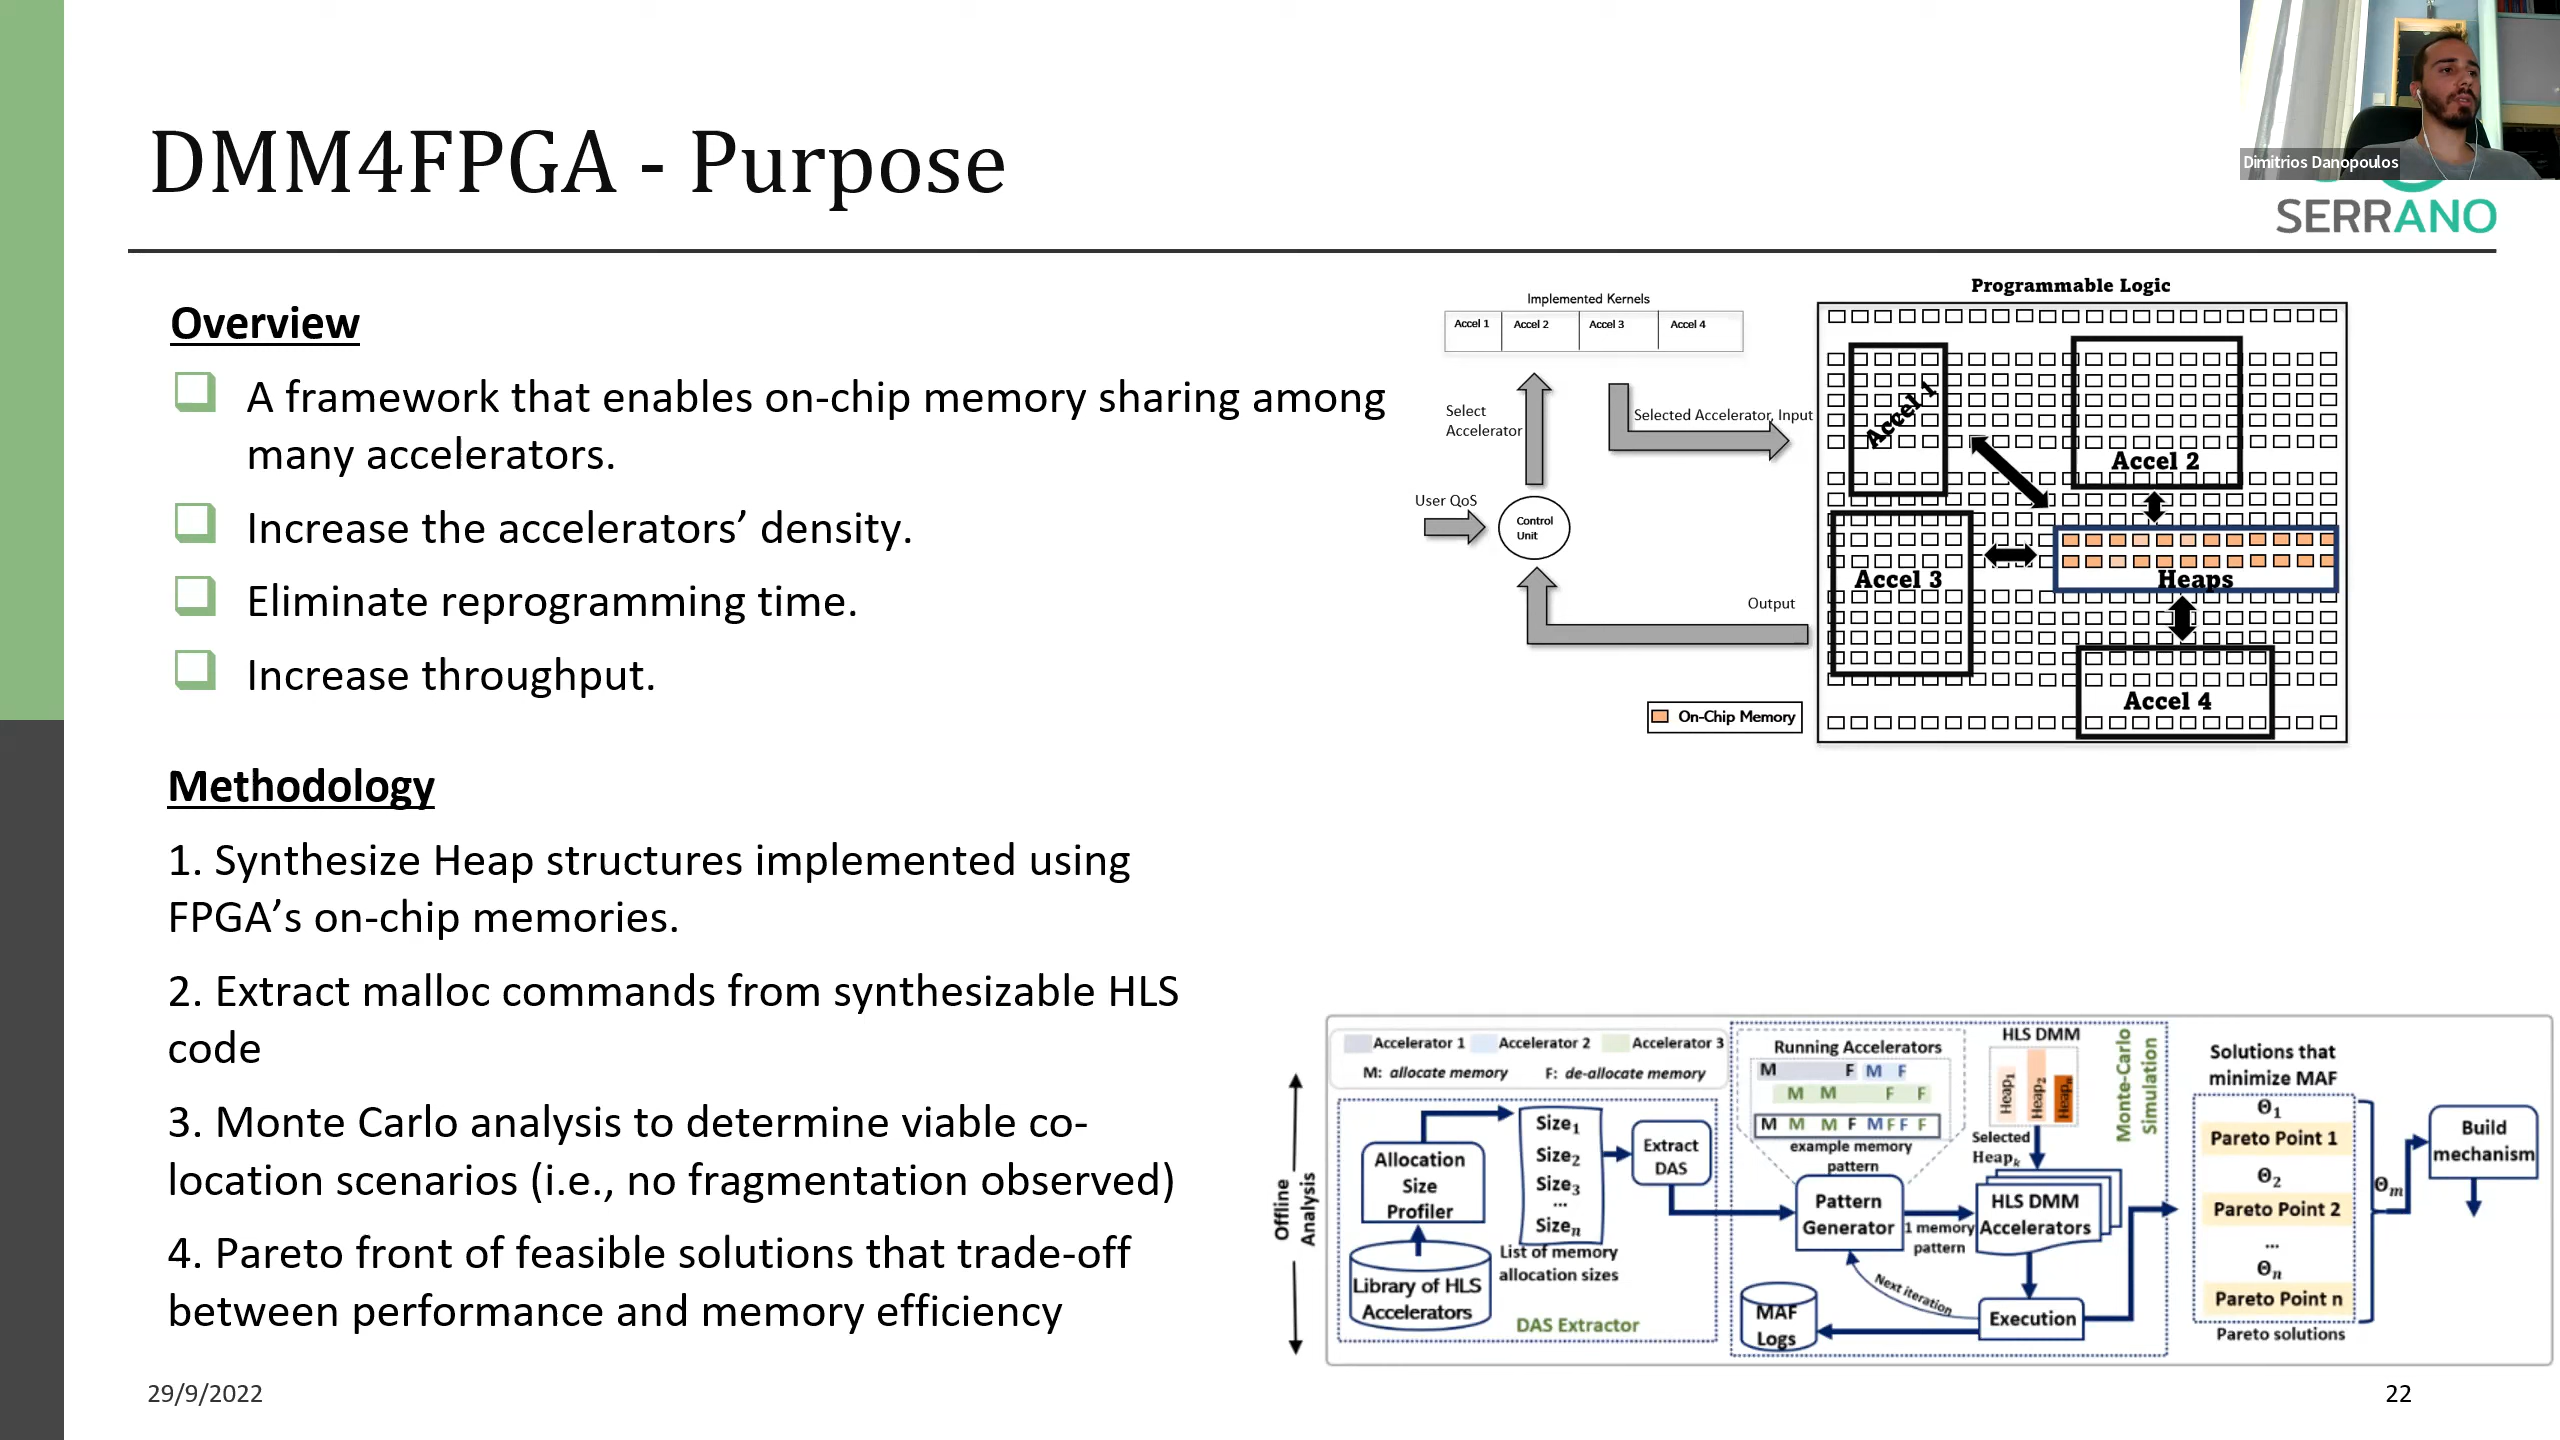 DMM4FPGA - Purpose
Dimitrios Danopoulos
SERRANO
Overview
A framework that enables on-chip memory sharing among
many accelerators.
Increase the accelerators’ density.
Eliminate reprogramming time.
Increase throughput.
Methodology
1. Synthesize Heap structures implemented using
FPGA’s on-chip memories.
2. Extract malloc commands from synthesizable HLS
code
3. Monte Carlo analysis to determine viable co-
location scenarios (i.e., no fragmentation observed)
4. Pareto front of feasible solutions that trade-off
between performance and memory efficiency
Implemented Kernels
Accel 1 Accel 2 Accel 3 Accel 4
Select
Accelerator
Selected Accelerator, Input
User QoS
Control
Unit
Output
On-Chip Memory
Programmable Logic
Accel 1
Accel 2
Accel 3
Heaps
Accel 4
Offline
Analysis
Accelerator 1 Accelerator 2 Accelerator 3
M: allocate memory F: de-allocate memory
Allocation
Size
Profiler
Library of HLS
Accelerators
Size1
Size2
Size3
...
Sizen
List of memory
allocation sizes
Extract
DAS
DAS Extractor
Running Accelerators
M F M F
M M F F
M M M F M F F F
example memory
pattern
Pattern
Generator
1 memory
pattern
HLS DMM
Heap1
Heap2
Heapn
Selected
Heapk
HLS DMM
Accelerators
Monte-Carlo
Simulation
Next iteration
Execution
MAF
Logs
Solutions that
minimize MAF
Θ1
Pareto Point 1
Θ2
Pareto Point 2
...
Θn
Pareto Point n
Pareto solutions
Θm
Build
mechanism
29/9/2022
22